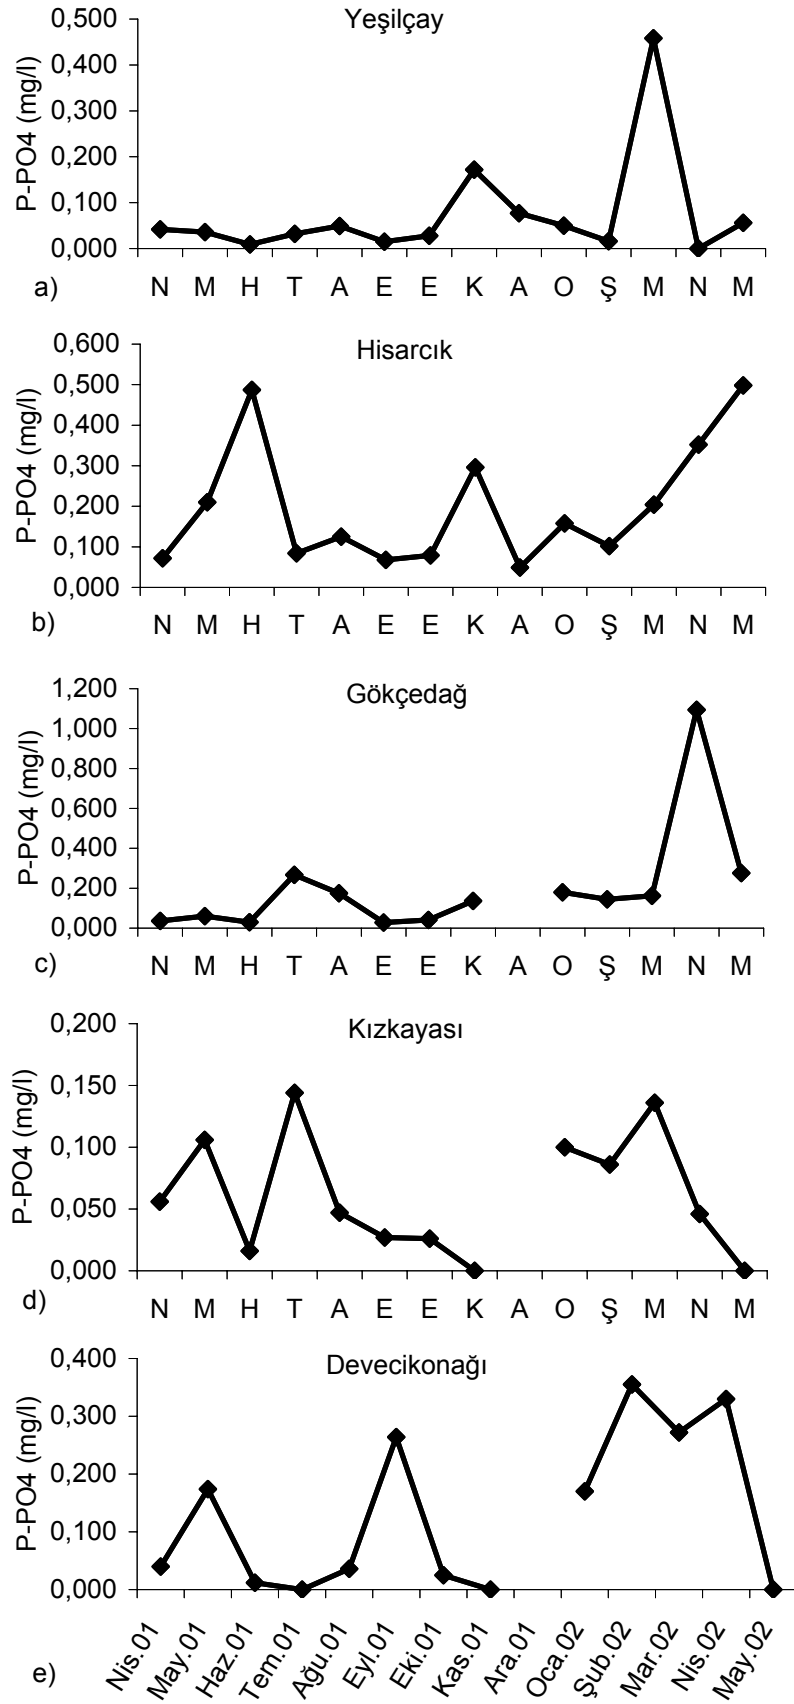 Yeşilçay
P-PO4 (mg/l)
0,500
0,400
0,300
0,200
0,100
0,000
a)
N M H T A E E K A O Ş M N M
Hisarcık
P-PO4 (mg/l)
0,600
0,500
0,400
0,300
0,200
0,100
0,000
b)
N M H T A E E K A O Ş M N M
Gökçedağ
P-PO4 (mg/l)
1,200
1,000
0,800
0,600
0,400
0,200
0,000
c)
N M H T A E E K A O Ş M N M
Kızkayası
P-PO4 (mg/l)
0,200
0,150
0,100
0,050
0,000
d)
N M H T A E E K A O Ş M N M
Devecikonağı
P-PO4 (mg/l)
0,400
0,300
0,200
0,100
0,000
e)
Nis.01 May.01 Haz.01 Tem.01 Ağu.01 Eyl.01 Eki.01 Kas.01 Ara.01 Oca.02 Şub.02 Mar.02 Nis.02 May.02